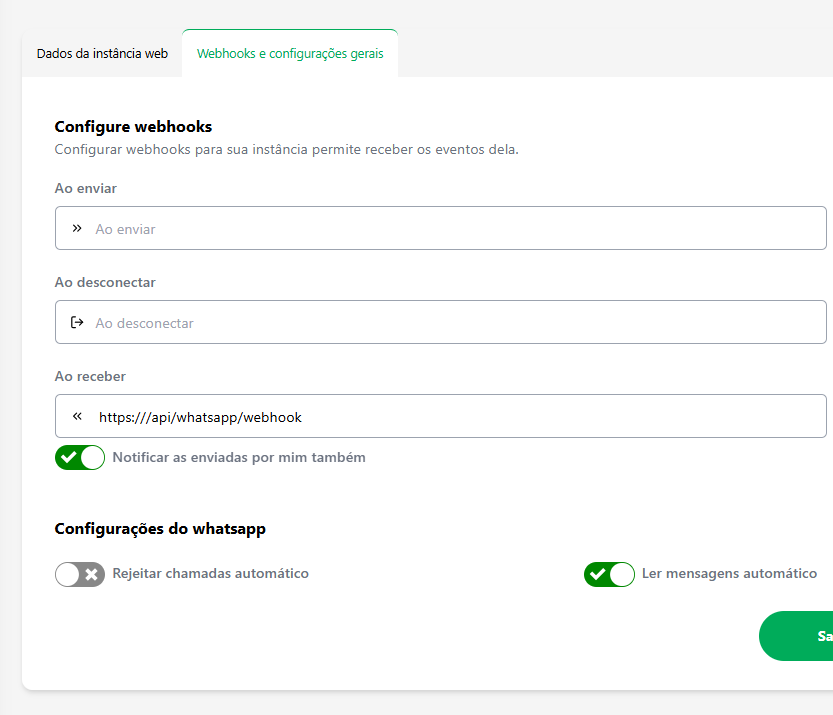 Dados da instância web
Webhooks e configurações gerais
Configure webhooks
Configurar webhooks para sua instância permite receber os eventos dela.
Ao enviar
Ao enviar
Ao desconectar
Ao desconectar
Ao receber
https:///api/whatsapp/webhook
Notificar as enviadas por mim também
Configurações do whatsapp
Rejeitar chamadas automático
Ler mensagens automático
Sa